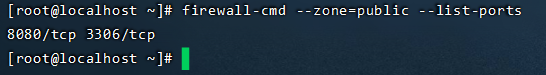 [root@localhost ~]# firewall-cmd --zone=public --list-ports
8080/tcp 3306/tcp
[root@localhost ~]#